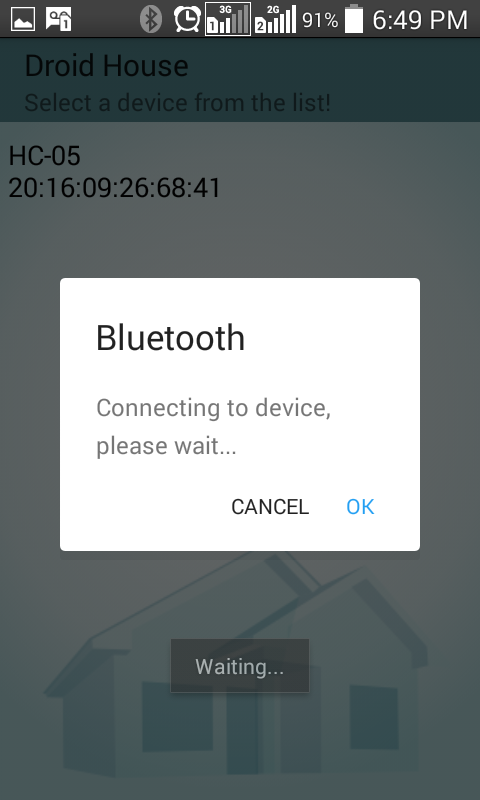 1 3G 1 2G 2 91% 6:49 PM
Droid House
Select a device from the list!
HC-05
20:16:09:26:68:41
Bluetooth
Connecting to device,
please wait...
CANCEL OK
Waiting...